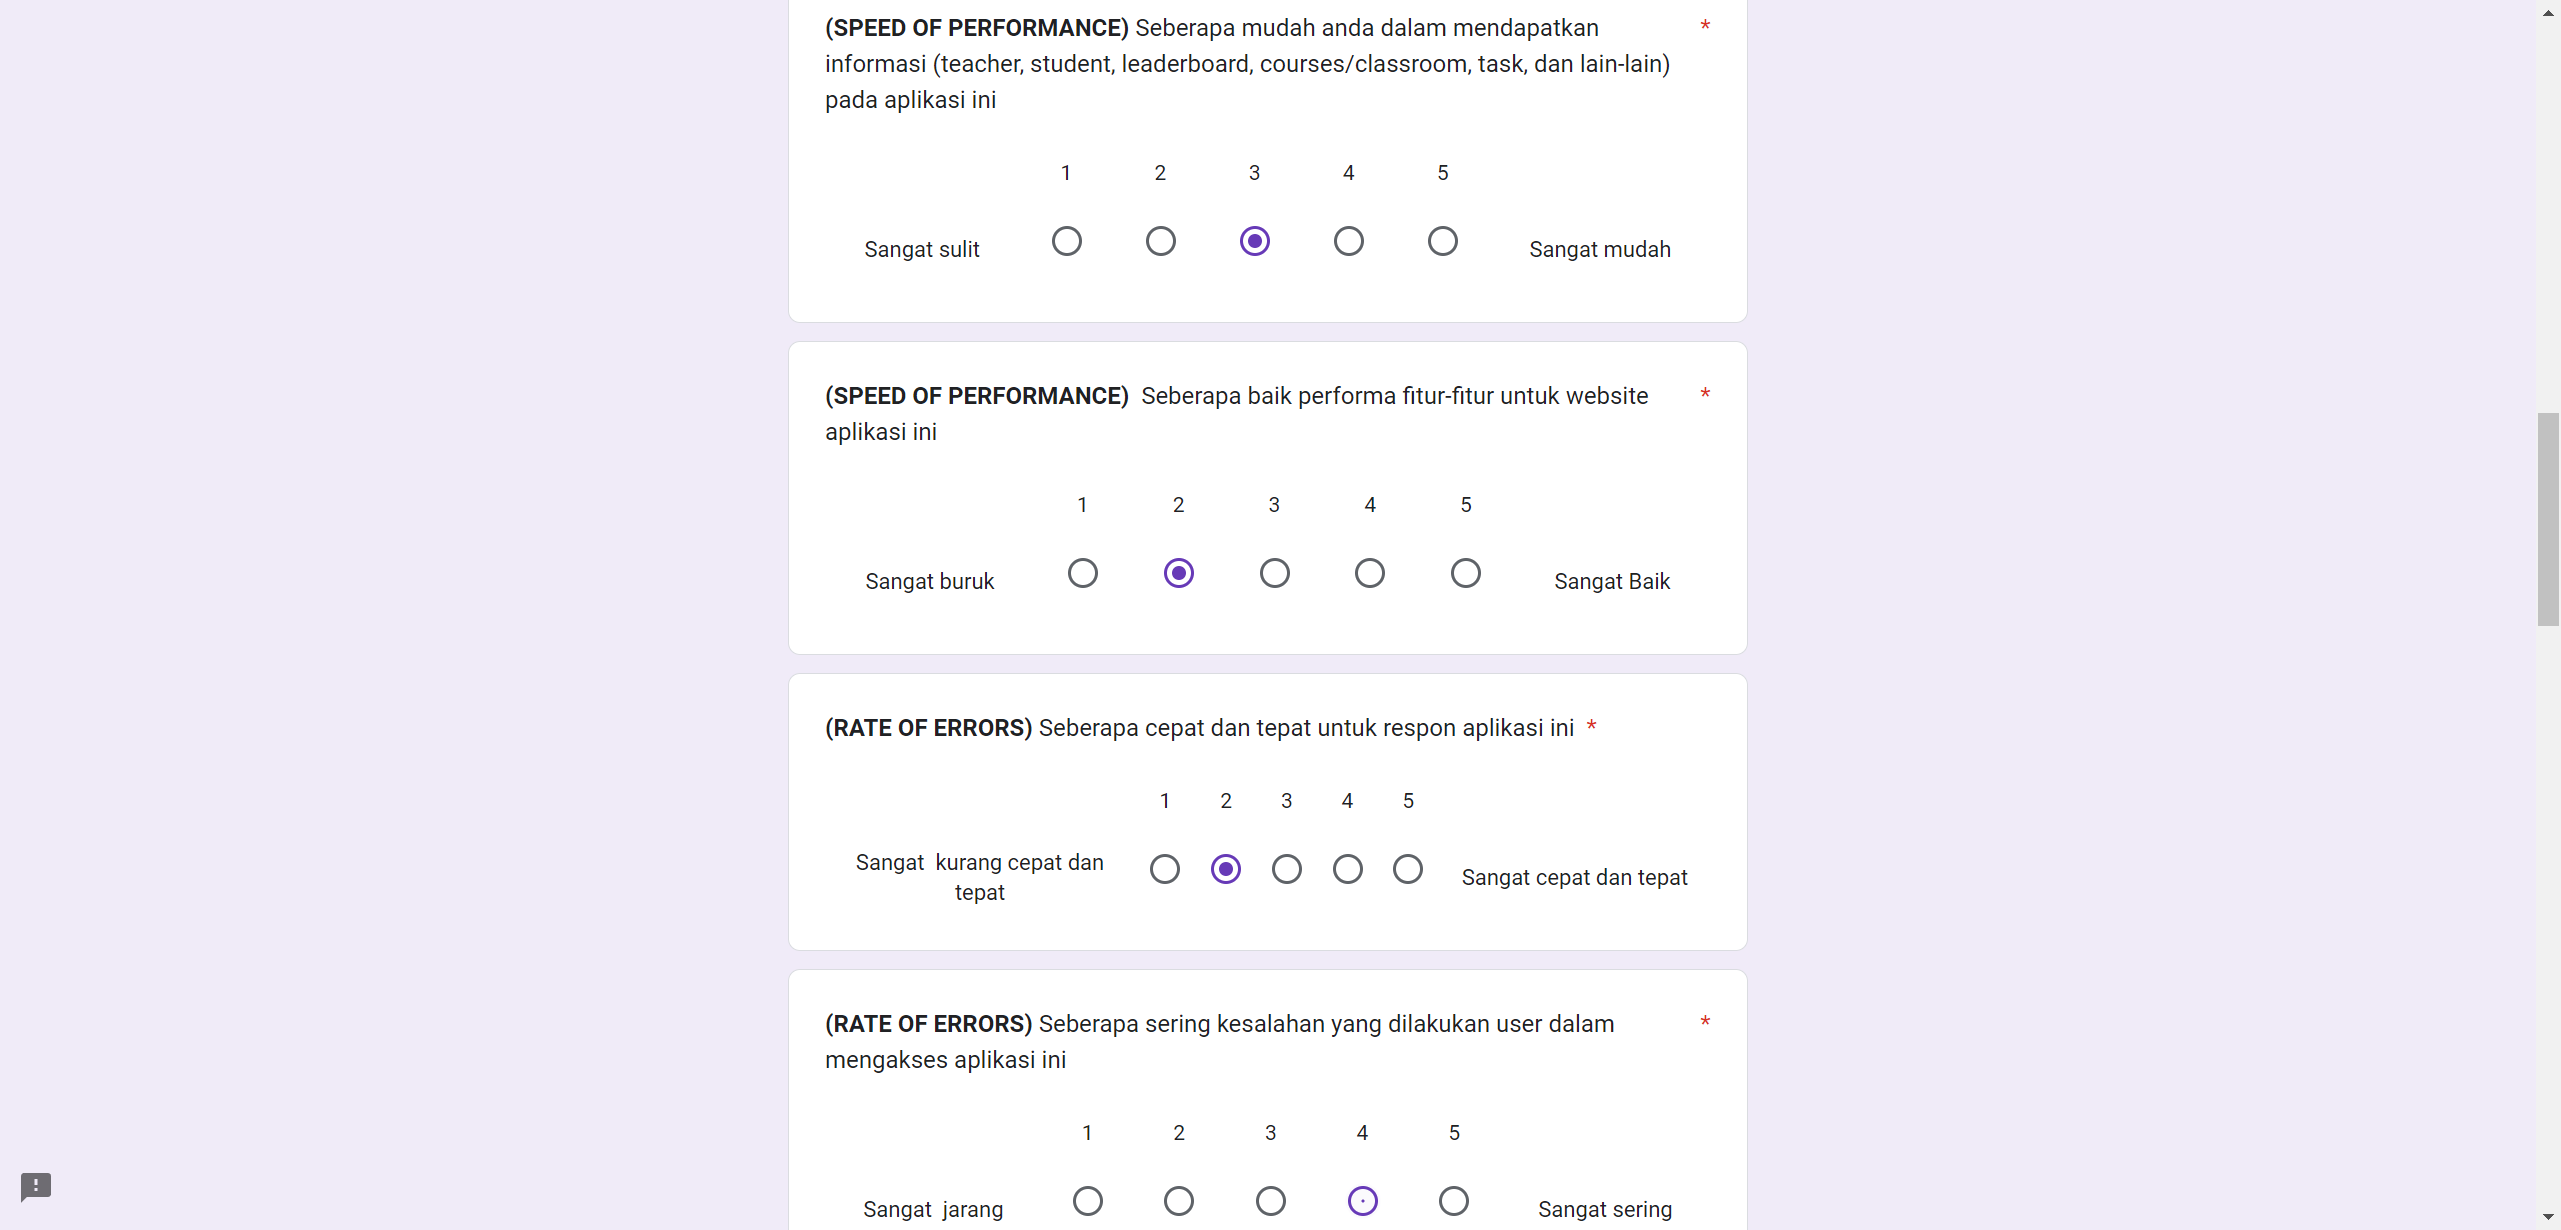 (SPEED OF PERFORMANCE) Seberapa mudah anda dalam mendapatkan *
informasi (teacher, student, leaderboard, courses/classroom, task, dan lain-lain)
pada aplikasi ini
1 2 3 4 5
Sangat sulit Sangat mudah
(SPEED OF PERFORMANCE)  Seberapa baik performa fitur-fitur untuk website *
aplikasi ini
1 2 3 4 5
Sangat buruk Sangat Baik
(RATE OF ERRORS) Seberapa cepat dan tepat untuk respon aplikasi ini *
1 2 3 4 5
Sangat  kurang cepat dan
tepat
Sangat cepat dan tepat
(RATE OF ERRORS) Seberapa sering kesalahan yang dilakukan user dalam *
mengakses aplikasi ini
1 2 3 4 5
Sangat  jarang Sangat sering